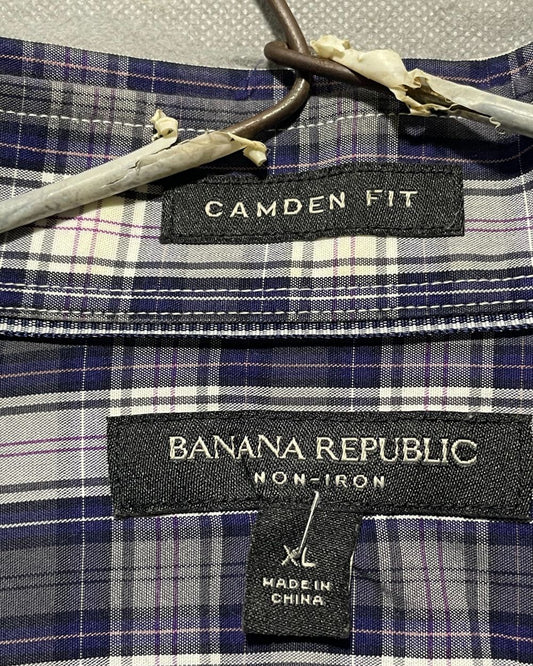 CAMDEN FIT
BANANA REPUBLIC
NON-IRON
XL
MADE IN
CHINA